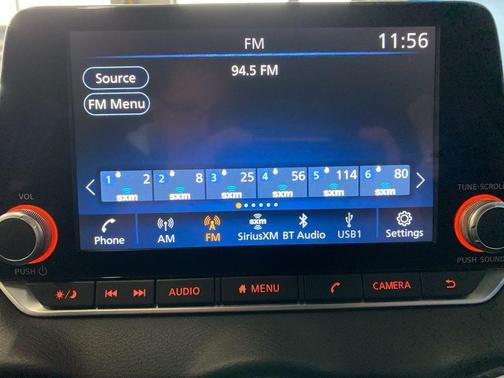 FM
11:56
Source
94.5 FM
FM Menu
1 2 sxm
2 8 sxm
3 25 sxm
4 56 sxm
5 114 sxm
6 80 sxm
VOL
TUNE·SCROLL
Phone
AM
FM
sxm
SiriusXM
BT Audio
USB1
Settings
PUSH
PUSH SOUND
AUDIO
MENU
CAMERA